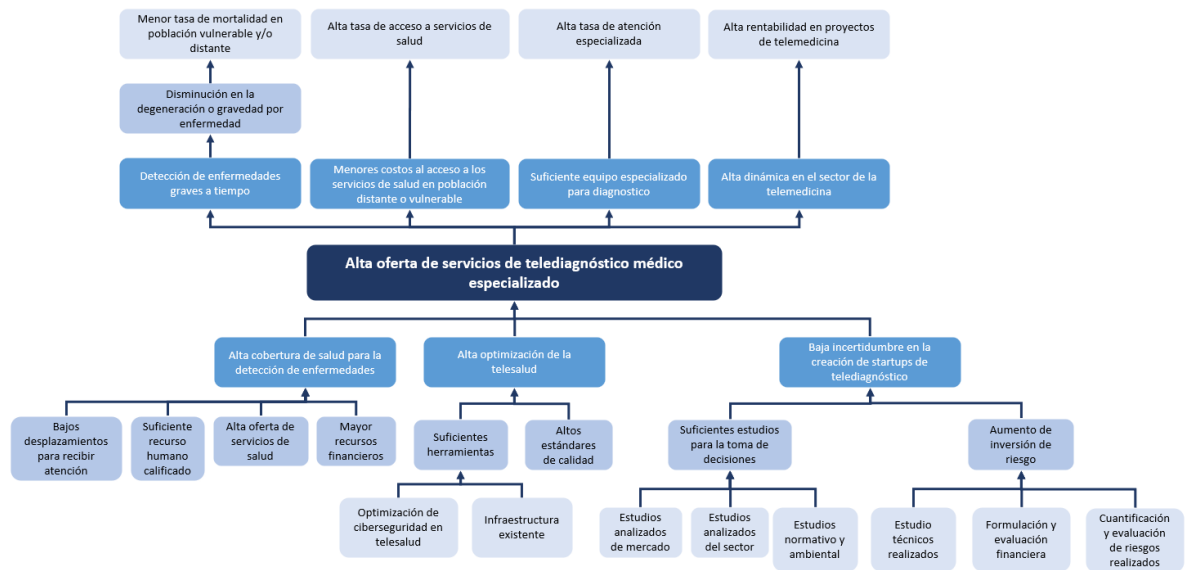 Menor tasa de mortalidad en
población vulnerable y/o
distante
Alta tasa de acceso a servicios de
salud
Alta tasa de atención
especializada
Alta rentabilidad en proyectos
de telemedicina
Disminución en la
degeneración o gravedad por
enfermedad
Detección de enfermedades
graves a tiempo
Menores costos al acceso a los
servicios de salud en población
distante o vulnerable
Suficiente equipo especializado
para diagnostico
Alta dinámica en el sector de la
telemedicina
Alta oferta de servicios de telediagnóstico médico
especializado
Alta cobertura de salud para la
detección de enfermedades
Alta optimización de la
telesalud
Baja incertidumbre en la
creación de startups de
telediagnóstico
Bajos
desplazamientos
para recibir
atención
Suficiente
recurso
humano
calificado
Alta oferta de
servicios de
salud
Mayor
recursos
financieros
Suficientes
herramientas
Altos
estándares
de calidad
Suficientes estudios
para la toma de
decisiones
Aumento de
inversión de
riesgo
Optimización de
ciberseguridad en
telesalud
Infraestructura
existente
Estudios
analizados
de mercado
Estudios
analizados
del sector
Estudios
normativo y
ambiental
Estudio
técnicos
realizados
Formulación y
evaluación
financiera
Cuantificación
y evaluación
de riesgos
realizados